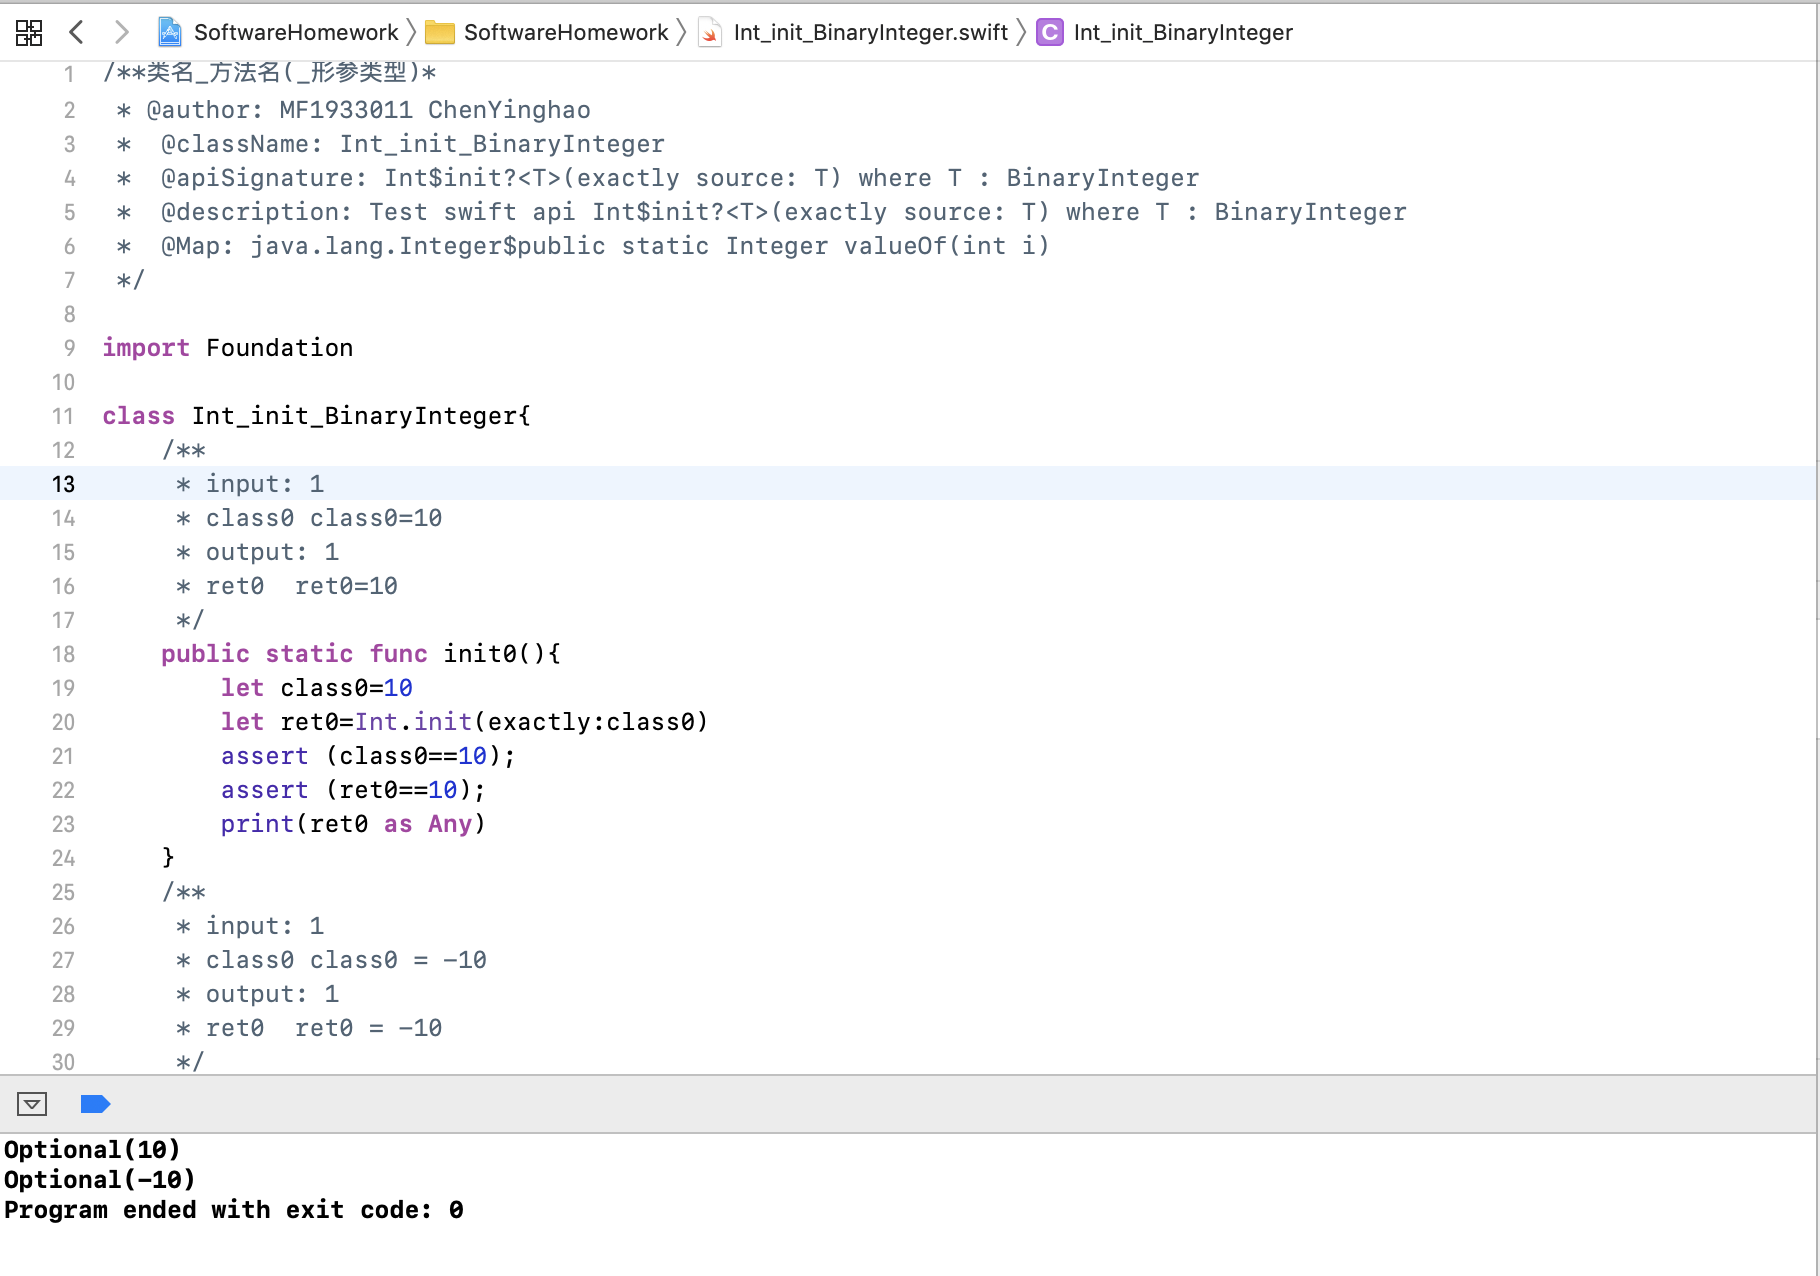 SoftwareHomework SoftwareHomework Int_init_BinaryInteger.swift C Int_init_BinaryInteger
1 /**类名_方法名(_形参类型)*
2 * @author: MF1933011 ChenYinghao
3 * @className: Int_init_BinaryInteger
4 * @apiSignature: Int$init?<T>(exactly source: T) where T : BinaryInteger
5 * @description: Test swift api Int$init?<T>(exactly source: T) where T : BinaryInteger
6 * @Map: java.lang.Integer$public static Integer valueOf(int i)
7 */
8
9 import Foundation
10
11 class Int_init_BinaryInteger{
12 /**
13 * input: 1
14 * class0 class0=10
15 * output: 1
16 * ret0  ret0=10
17 */
18 public static func init0(){
19 let class0=10
20 let ret0=Int.init(exactly:class0)
21 assert (class0==10);
22 assert (ret0==10);
23 print(ret0 as Any)
24 }
25 /**
26 * input: 1
27 * class0 class0 = -10
28 * output: 1
29 * ret0  ret0 = -10
30 */
Optional(10)
Optional(-10)
Program ended with exit code: 0